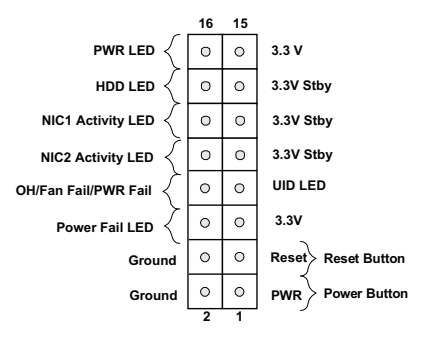 16 15
PWR LED 3.3 V
HDD LED 3.3V Stby
NIC1 Activity LED 3.3V Stby
NIC2 Activity LED 3.3V Stby
OH/Fan Fail/PWR Fail UID LED
Power Fail LED 3.3V
Ground Reset Reset Button
Ground PWR Power Button
2 1